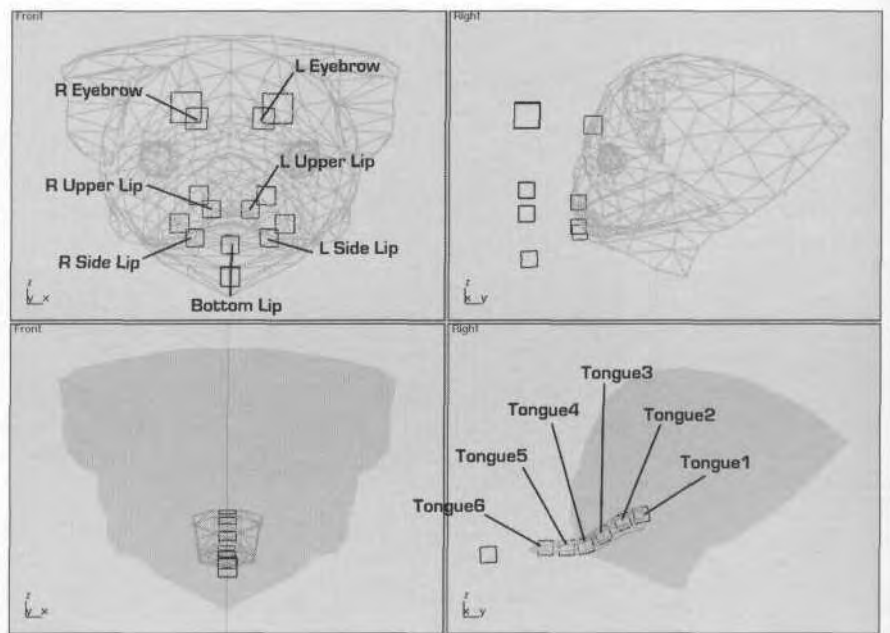 Front
Right
L Eyebrow
R Eyebrow
L Upper Lip
R Upper Lip
R Side Lip
L Side Lip
Bottom Lip
z
y x
z
x y
Front
Right
Tongue3
Tongue4
Tongue2
Tongue5
Tongue1
Tongue6
z
y x
z
x y